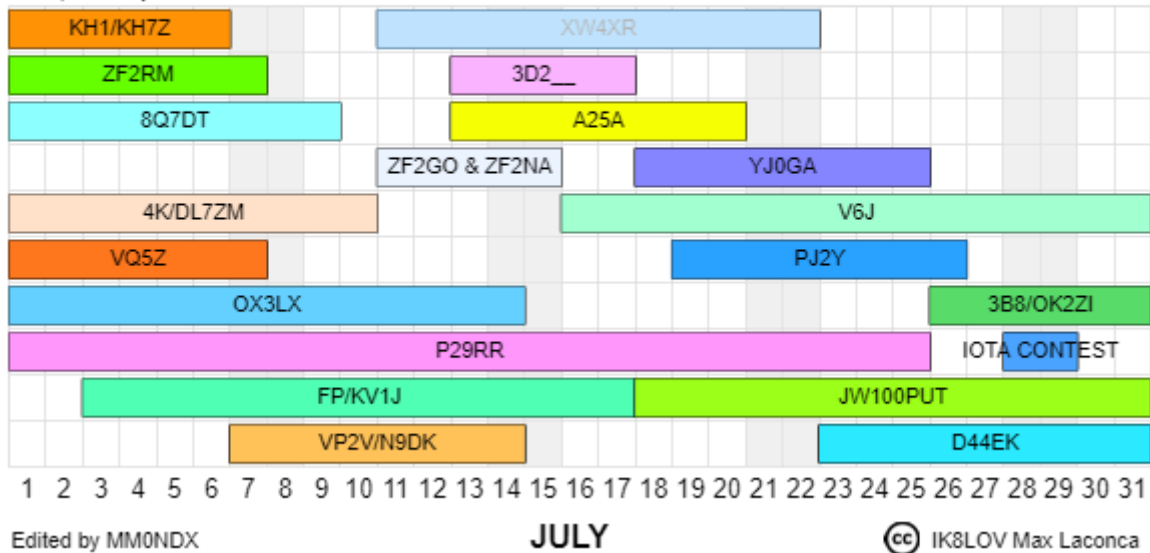 KH1/KH7Z XW4XR
ZF2RM 3D2__
8Q7DT A25A
ZF2GO & ZF2NA YJ0GA
4K/DL7ZM V6J
VQ5Z PJ2Y
OX3LX 3B8/OK2ZI
P29RR IOTA CONTEST
FP/KV1J JW100PUT
VP2V/N9DK D44EK
1 2 3 4 5 6 7 8 9 10 11 12 13 14 15 16 17 18 19 20 21 22 23 24 25 26 27 28 29 30 31
Edited by MM0NDX JULY cc IK8LOV Max Laconca